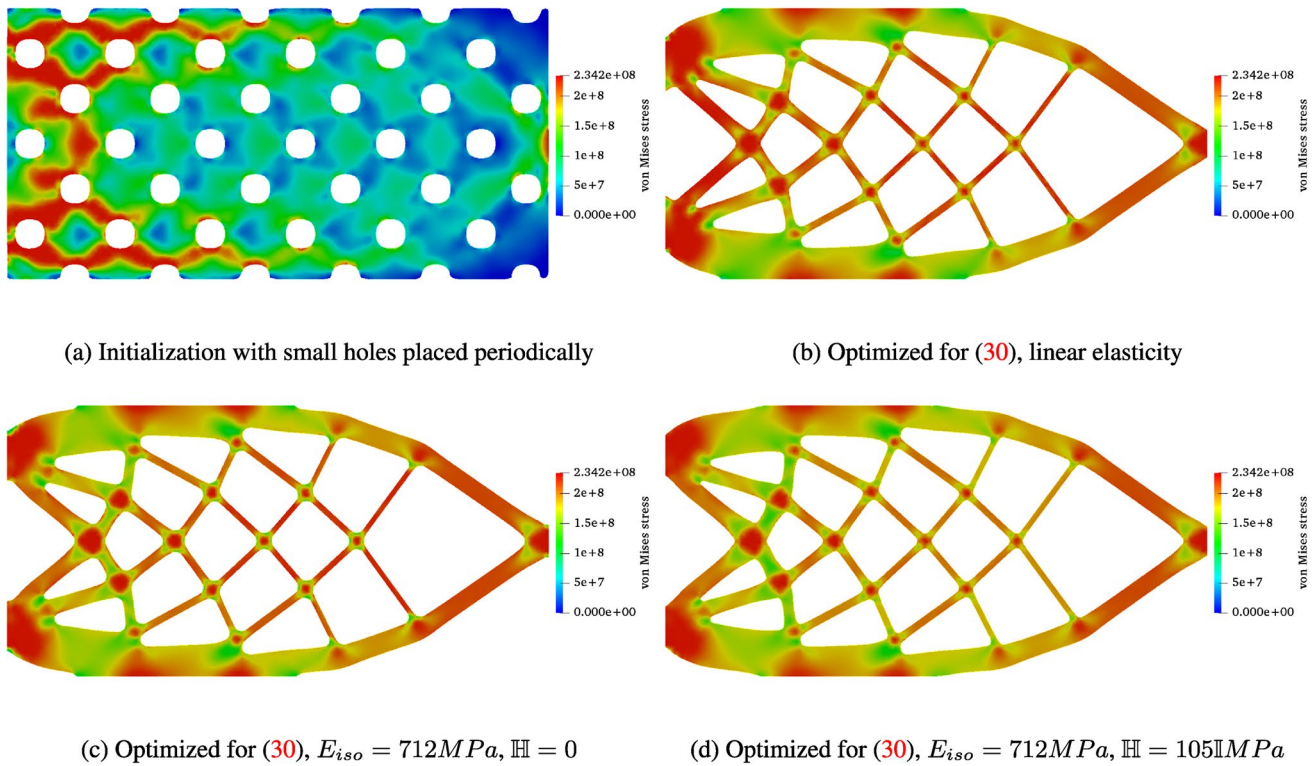 2.342e+08
2e+8
1.5e+8
1e+8
5e+7
0.000e+00
von Mises stress
2.342e+08
2e+8
1.5e+8
1e+8
5e+7
0.000e+00
von Mises stress
(a) Initialization with small holes placed periodically
(b) Optimized for (30), linear elasticity
2.342e+08
2e+8
1.5e+8
1e+8
5e+7
0.000e+00
von Mises stress
2.342e+08
2e+8
1.5e+8
1e+8
5e+7
0.000e+00
von Mises stress
(c) Optimized for (30), E_{iso} = 712MPa, ℍ = 0
(d) Optimized for (30), E_{iso} = 712MPa, ℍ = 105𝕀MPa